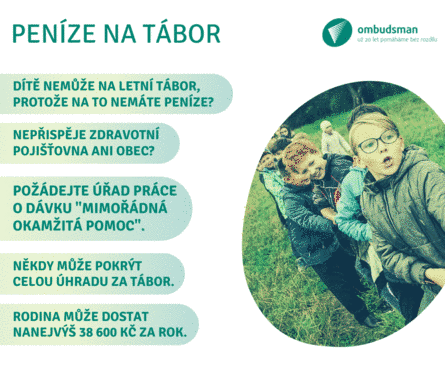 PENÍZE NA TÁBOR
ombudsman
už 20 let pomáháme bez rozdílu
DÍTĚ NEMŮŽE NA LETNÍ TÁBOR,
PROTOŽE NA TO NEMÁTE PENÍZE?
NEPŘISPĚJE ZDRAVOTNÍ
POJIŠŤOVNA ANI OBEC?
POŽÁDEJTE ÚŘAD PRÁCE
O DÁVKU "MIMOŘÁDNÁ
OKAMŽITÁ POMOC".
NĚKDY MŮŽE POKRÝT
CELOU ÚHRADU ZA TÁBOR.
RODINA MŮŽE DOSTAT
NANEJVÝŠ 38 600 KČ ZA ROK.